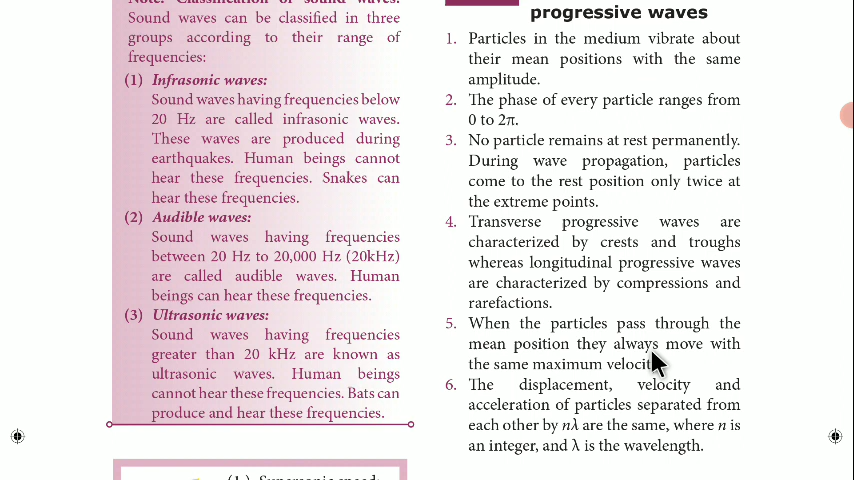 Note: Classification of sound waves:
Sound waves can be classified in three
groups according to their range of
frequencies:
(1) Infrasonic waves:
Sound waves having frequencies below
20 Hz are called infrasonic waves.
These waves are produced during
earthquakes. Human beings cannot
hear these frequencies. Snakes can
hear these frequencies.
(2) Audible waves:
Sound waves having frequencies
between 20 Hz to 20,000 Hz (20kHz)
are called audible waves. Human
beings can hear these frequencies.
(3) Ultrasonic waves:
Sound waves having frequencies
greater than 20 kHz are known as
ultrasonic waves. Human beings
cannot hear these frequencies. Bats can
produce and hear these frequencies.
(1.) Supersonic speed:
progressive waves
1. Particles in the medium vibrate about
their mean positions with the same
amplitude.
2. The phase of every particle ranges from
0 to 2π.
3. No particle remains at rest permanently.
During wave propagation, particles
come to the rest position only twice at
the extreme points.
4. Transverse progressive waves are
characterized by crests and troughs
whereas longitudinal progressive waves
are characterized by compressions and
rarefactions.
5. When the particles pass through the
mean position they always move with
the same maximum velocity
6. The displacement, velocity and
acceleration of particles separated from
each other by nλ are the same, where n is
an integer, and λ is the wavelength.